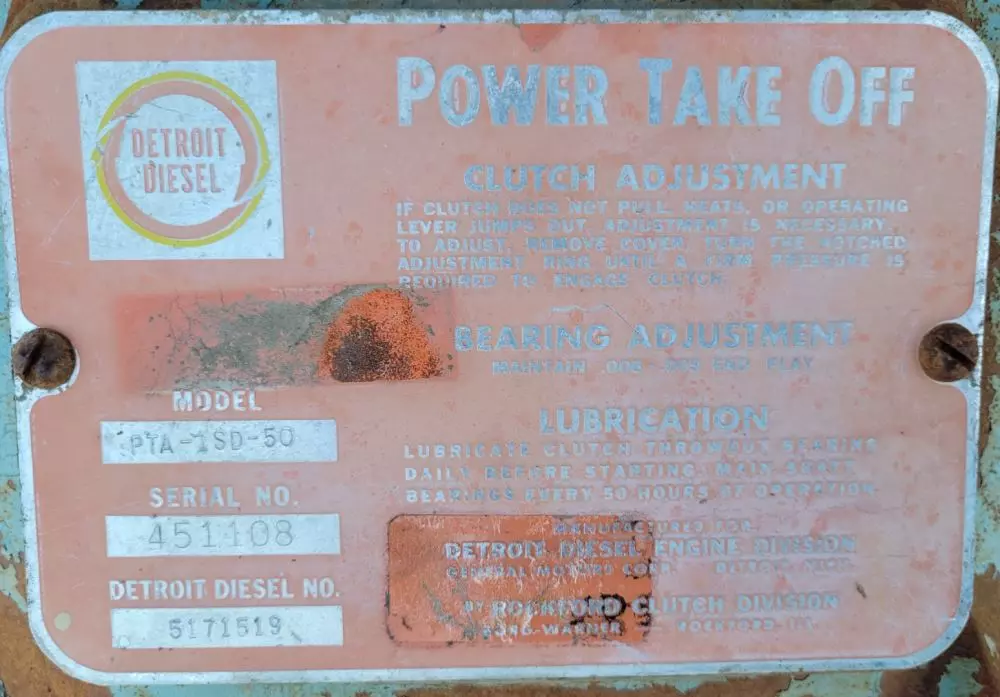 DETROIT
DIESEL
POWER TAKE OFF
CLUTCH ADJUSTMENT
IF CLUTCH DOES NOT PULL, HEATS, OR OPERATING
LEVER JUMPS OUT, ADJUSTMENT IS NECESSARY.
TO ADJUST, REMOVE COVER, TURN THE NOTCHED
ADJUSTMENT RING UNTIL A FIRM PRESSURE IS
REQUIRED TO ENGAGE CLUTCH.
BEARING ADJUSTMENT
MAINTAIN END PLAY
LUBRICATION
LUBRICATE CLUTCH THROWOUT BEARING
DAILY BEFORE STARTING, MAIN SHAFT
BEARINGS EVERY 50 HOURS OF OPERATION.
MODEL
PTA-1SD-50
SERIAL NO.
451108
DETROIT DIESEL NO.
5171519
MANUFACTURED FOR
DETROIT DIESEL ENGINE DIVISION
GENERAL MOTORS CORP. DETROIT, MICH.
BY ROCKFORD CLUTCH DIVISION
BORG-WARNER ROCKFORD, ILL.